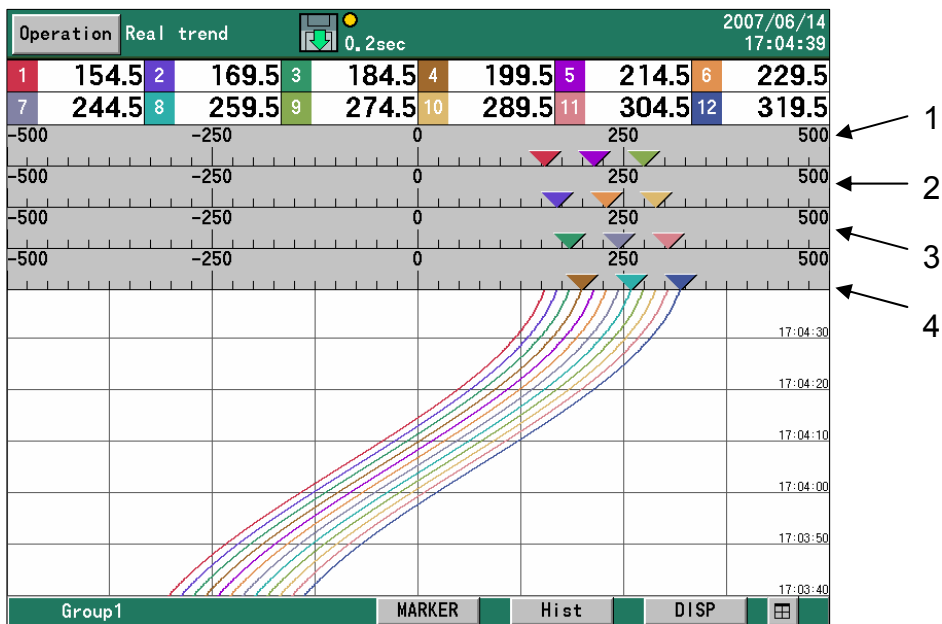 Operation Real trend 0.2sec 2007/06/14
17:04:39
1 154.5 2 169.5 3 184.5 4 199.5 5 214.5 6 229.5
7 244.5 8 259.5 9 274.5 10 289.5 11 304.5 12 319.5
-500 -250 0 250 500 1
-500 -250 0 250 500 2
-500 -250 0 250 500 3
-500 -250 0 250 500 4
17:04:30
17:04:20
17:04:10
17:04:00
17:03:50
17:03:40
Group1 MARKER Hist DISP